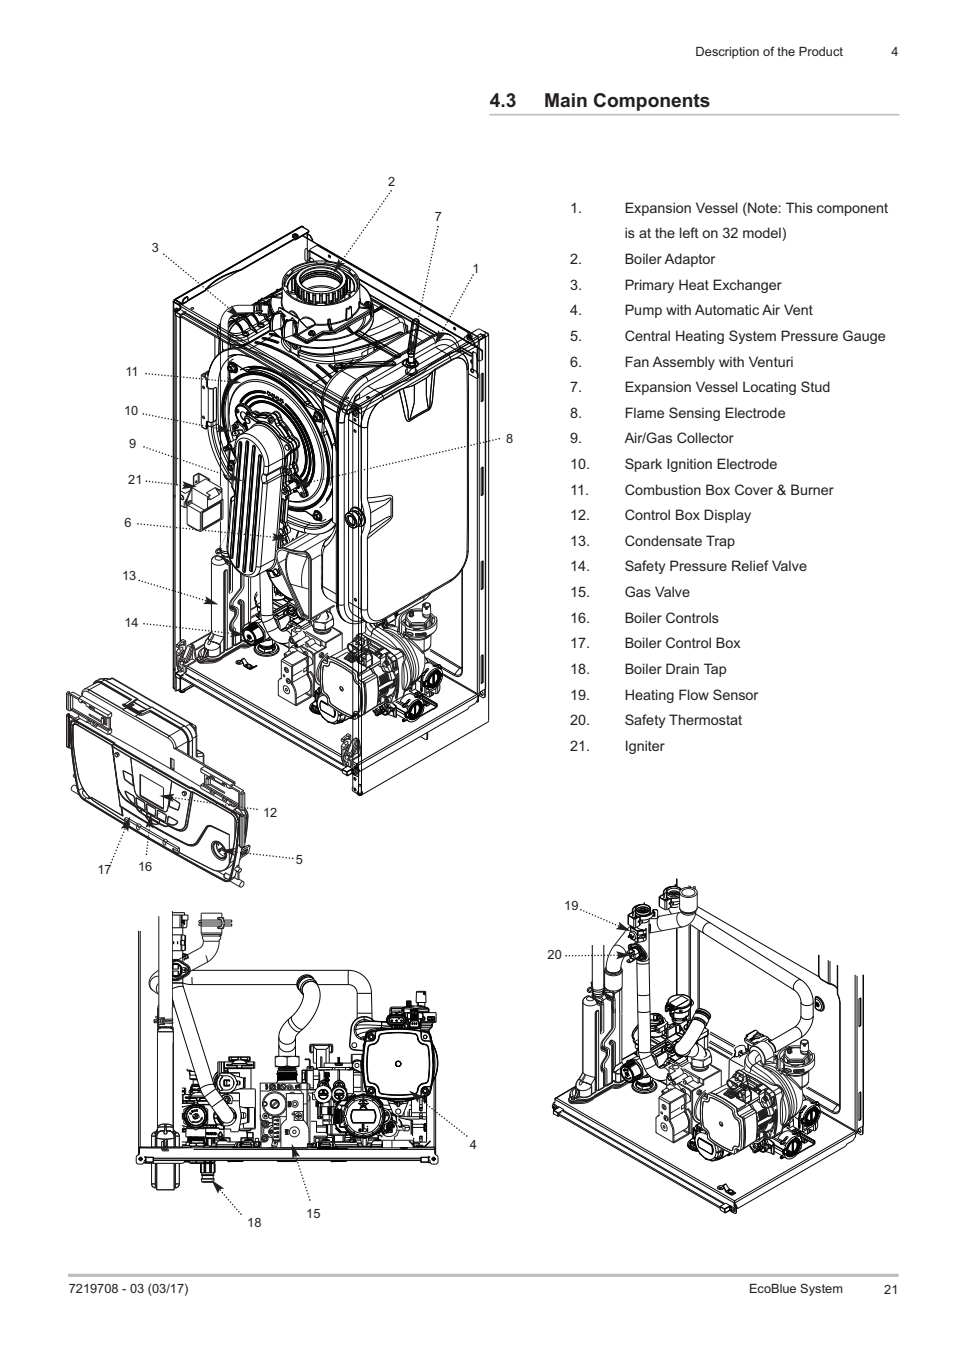 Description of the Product 4
4.3 Main Components
1. Expansion Vessel (Note: This component
is at the left on 32 model)
2. Boiler Adaptor
3. Primary Heat Exchanger
4. Pump with Automatic Air Vent
5. Central Heating System Pressure Gauge
6. Fan Assembly with Venturi
7. Expansion Vessel Locating Stud
8. Flame Sensing Electrode
9. Air/Gas Collector
10. Spark Ignition Electrode
11. Combustion Box Cover & Burner
12. Control Box Display
13. Condensate Trap
14. Safety Pressure Relief Valve
15. Gas Valve
16. Boiler Controls
17. Boiler Control Box
18. Boiler Drain Tap
19. Heating Flow Sensor
20. Safety Thermostat
21. Igniter
2
7
3
1
11
10
9
8
21
6
13
14
12
5
17
16
19
20
4
15
18
7219708 - 03 (03/17) EcoBlue System 21